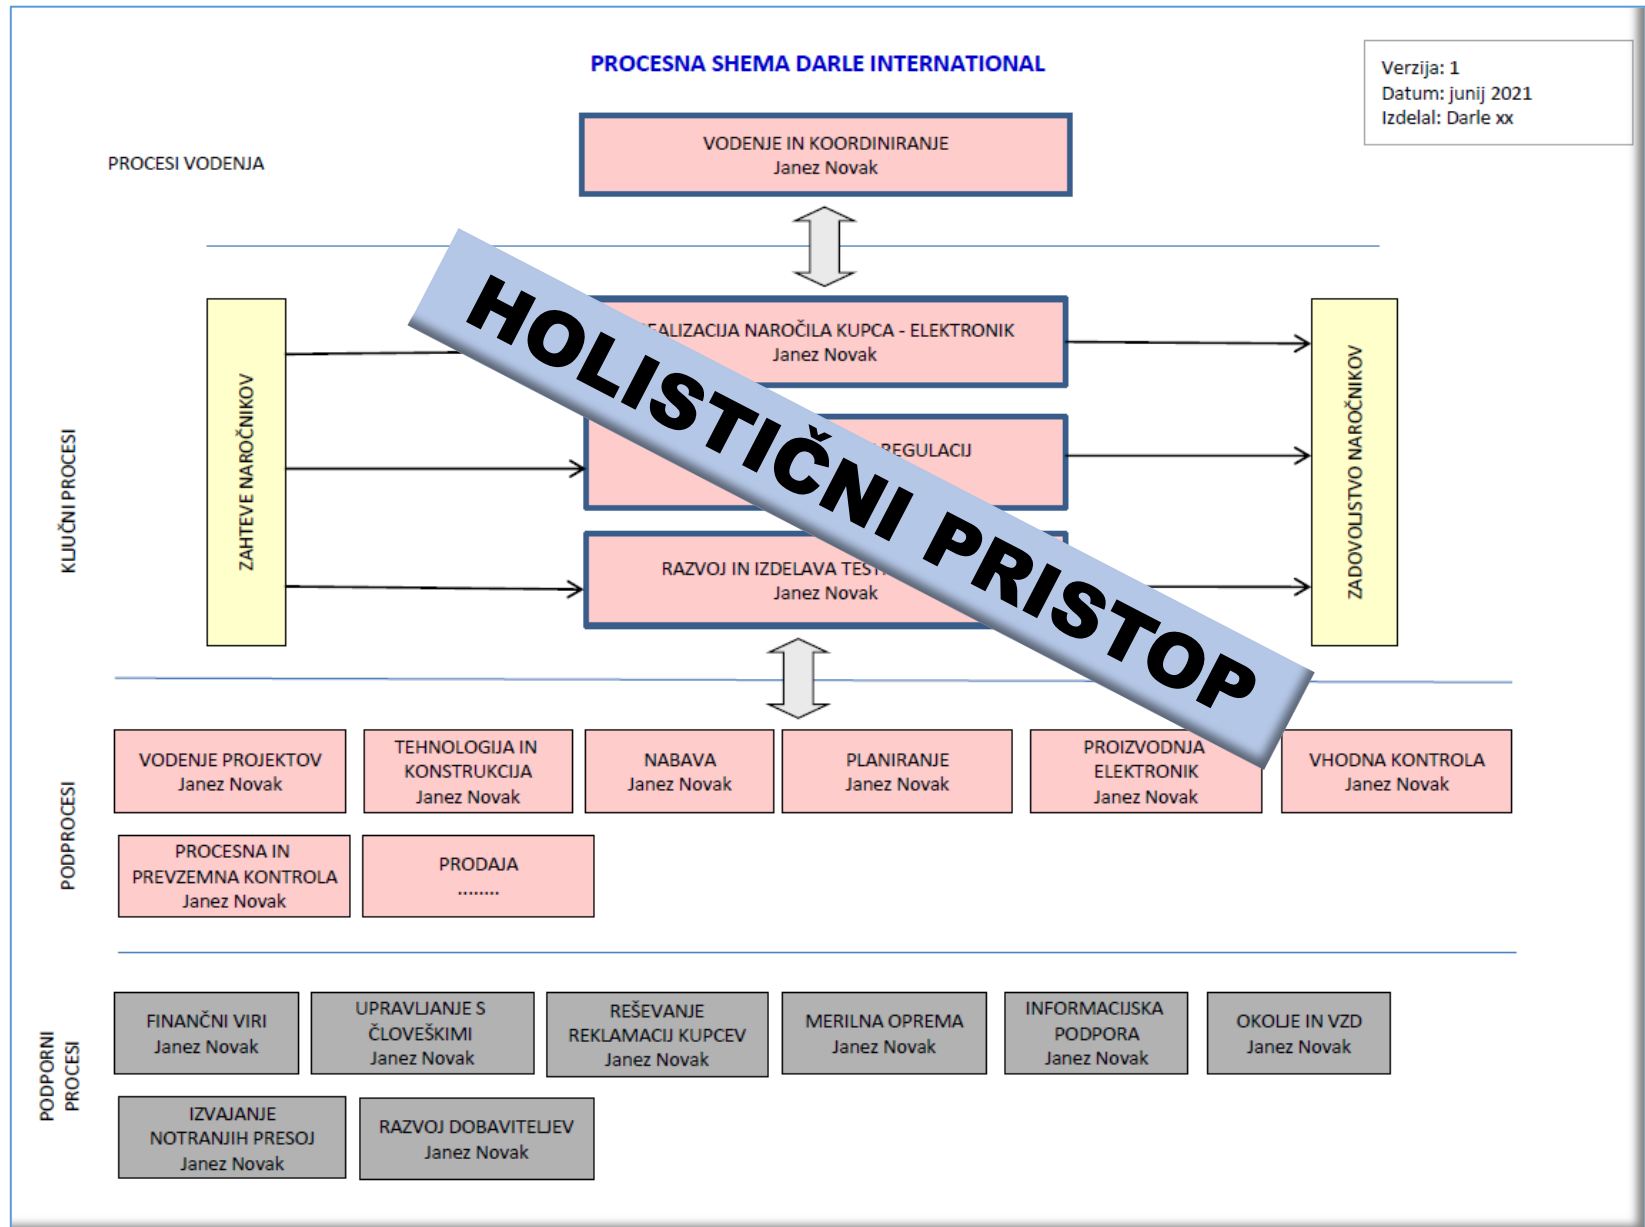 PROCESNA SHEMA DARLE INTERNATIONAL
Verzija: 1
Datum: junij 2021
Izdelal: Darle xx
PROCESI VODENJA
VODENJE IN KOORDINIRANJE
Janez Novak
KLJUČNI PROCESI
ZAHTEVE NAROČNIKOV
NAROČILA KUPCA - ELEKTRONIK
Janez Novak
REGULACIJ
RAZVOJ IN IZDELAVA
Janez Novak
ZADOVOLJSTVO NAROČNIKOV
HOLISTIČNI PRISTOP
PODPROCESI
VODENJE PROJEKTOV
Janez Novak
TEHNOLOGIJA IN
KONSTRUKCIJA
Janez Novak
NABAVA
Janez Novak
PLANIRANJE
Janez Novak
PROIZVODNJA
ELEKTRONIK
Janez Novak
VHODNA KONTROLA
Janez Novak
PROCESNA IN
PREVZEMNA KONTROLA
Janez Novak
PRODAJA
........
PODPORNI
PROCESI
FINANČNI VIRI
Janez Novak
UPRAVLJANJE S
ČLOVEŠKIMI
Janez Novak
REŠEVANJE
REKLAMACIJ KUPCEV
Janez Novak
MERILNA OPREMA
Janez Novak
INFORMACIJSKA
PODPORA
Janez Novak
OKOLJE IN VZD
Janez Novak
IZVAJANJE
NOTRANJIH PRESOJ
Janez Novak
RAZVOJ DOBAVITELJEV
Janez Novak